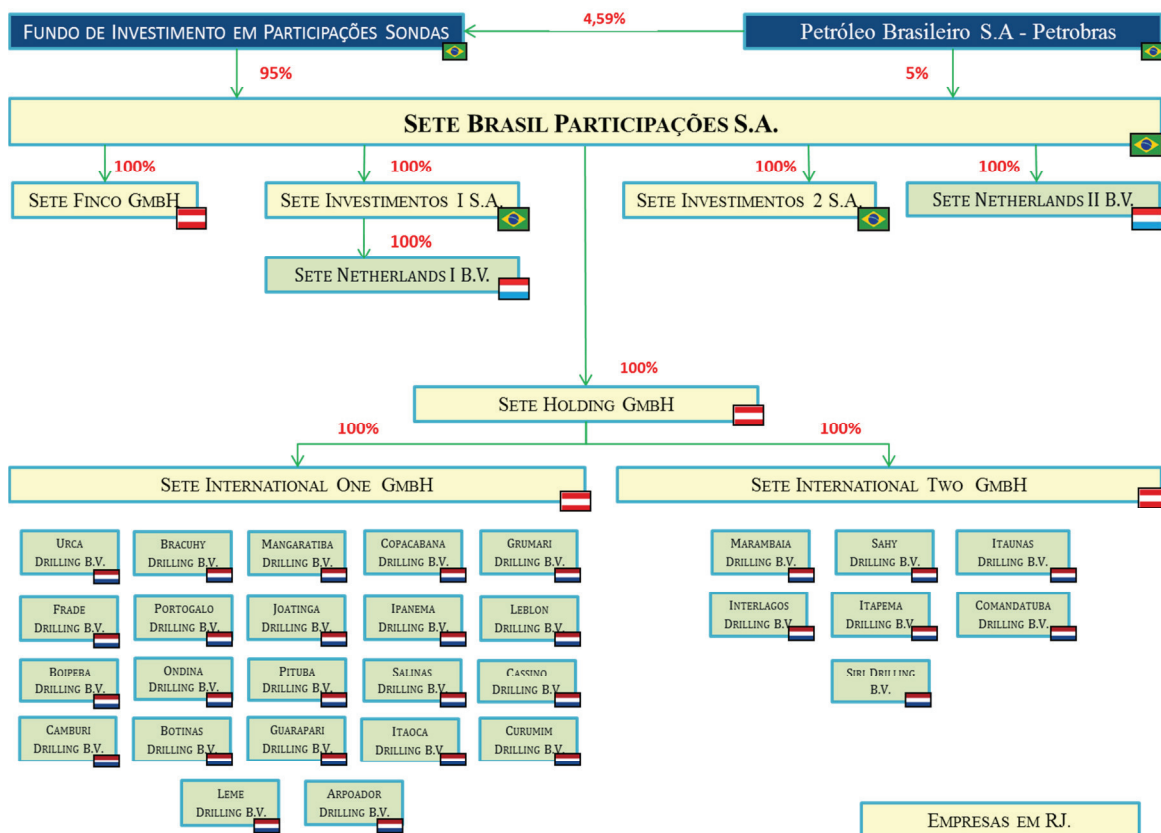 4,59%
FUNDO DE INVESTIMENTO EM PARTICIPAÇÕES SONDAS
Petróleo Brasileiro S.A - Petrobras
95%
5%
SETE BRASIL PARTICIPAÇÕES S.A.
100%
100%
100%
100%
SETE FINCO GMBH
SETE INVESTIMENTOS I S.A.
SETE INVESTIMENTOS 2 S.A.
SETE NETHERLANDS II B.V.
100%
SETE NETHERLANDS I B.V.
100%
SETE HOLDING GMBH
100%
100%
SETE INTERNATIONAL ONE GMBH
SETE INTERNATIONAL TWO GMBH
URCA
DRILLING B.V.
BRACUHY
DRILLING B.V.
MANGARATIBA
DRILLING B.V.
COPACABANA
DRILLING B.V.
GRUMARI
DRILLING B.V.
MARAMBAIA
DRILLING B.V.
SAHY
DRILLING B.V.
ITAUNAS
DRILLING B.V.
FRADE
DRILLING B.V.
PORTOGALO
DRILLING B.V.
JOATINGA
DRILLING B.V.
IPANEMA
DRILLING B.V.
LEBLON
DRILLING B.V.
INTERLAGOS
DRILLING B.V.
ITAPEMA
DRILLING B.V.
COMANDATUBA
DRILLING B.V.
BOIPEBA
DRILLING B.V.
ONDINA
DRILLING B.V.
PITUBA
DRILLING B.V.
SALINAS
DRILLING B.V.
CASSINO
DRILLING B.V.
SIRI DRILLING
B.V.
CAMBURI
DRILLING B.V.
BOTINAS
DRILLING B.V.
GUARAPARI
DRILLING B.V.
ITAOCA
DRILLING B.V.
CURUMIM
DRILLING B.V.
LEME
DRILLING B.V.
ARPOADOR
DRILLING B.V.
EMPRESAS EM RJ.